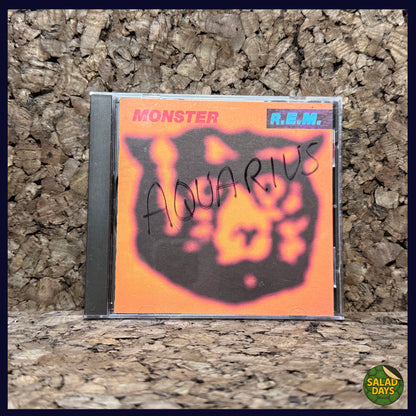 MONSTER R.E.M.
AQUARIUS
SALAD
DAYS